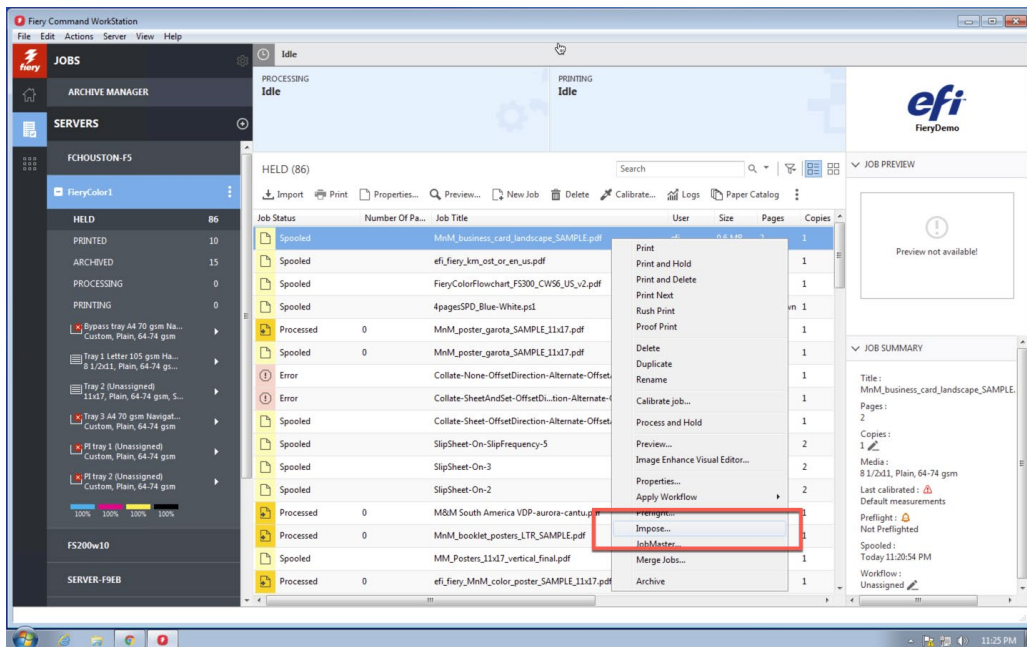 Fiery Command WorkStation
File Edit Actions Server View Help
fiery
JOBS
Idle
ARCHIVE MANAGER
PROCESSING
Idle
PRINTING
Idle
efi
FieryDemo
SERVERS
FCHOUSTON-F5
HELD (86)
Search
JOB PREVIEW
FieryColor1
Import Print Properties... Preview... New Job Delete Calibrate... Logs Paper Catalog
HELD 86
PRINTED 10
ARCHIVED 15
PROCESSING 0
PRINTING 0
Bypass tray A4 70 gsm Na...
Custom, Plain, 64-74 gsm
Tray 1 Letter 105 gsm Ha...
8 1/2x11, Plain, 64-74 gs...
Tray 2 (Unassigned)
11x17, Plain, 64-74 gsm, S...
Tray 3 A4 70 gsm Navigat...
Custom, Plain, 64-74 gsm
PI tray 1 (Unassigned)
Custom, Plain, 64-74 gsm
PI tray 2 (Unassigned)
Custom, Plain, 64-74 gsm
100% 100% 100% 100%
FS200w10
SERVER-F9EB
Job Status Number Of Pa... Job Title User Size Pages Copies
Spooled MnM_business_card_landscape_SAMPLE.pdf efi 0.6 MB 2 1
Spooled efi_fiery_km_ost_or_en_us.pdf 1
Spooled FieryColorFlowchart_FS300_CWS6_US_v2.pdf 1
Spooled 4pagesSPD_Blue-White.ps1 1
Processed 0 MnM_poster_garota_SAMPLE_11x17.pdf 1
Spooled 0 MnM_poster_garota_SAMPLE_11x17.pdf 1
Error Collate-None-OffsetDirection-Alternate-Offset 1
Error Collate-SheetAndSet-OffsetDi...tion-Alternate- 1
Spooled Collate-Sheet-OffsetDirection-Alternate-Offset 1
Spooled SlipSheet-On-SlipFrequency-5 2
Spooled SlipSheet-On-3 2
Spooled SlipSheet-On-2 2
Processed 0 M&M South America VDP-aurora-cantu.pdf 1
Processed 0 MnM_booklet_posters_LTR_SAMPLE.pdf 1
Spooled MM_Posters_11x17_vertical_final.pdf 1
Processed 0 efi_fiery_MnM_color_poster_SAMPLE_11x17.pdf 1
Print
Print and Hold
Print and Delete
Print Next
Rush Print
Proof Print
Delete
Duplicate
Rename
Calibrate job...
Process and Hold
Preview...
Image Enhance Visual Editor...
Properties...
Apply Workflow
Preflight...
Impose...
JobMaster...
Merge Jobs...
Archive
Preview not available!
JOB SUMMARY
Title :
MnM_business_card_landscape_SAMPLE.
Pages :
2
Copies :
1
Media :
8 1/2x11, Plain, 64-74 gsm
Last calibrated :
Default measurements
Preflight :
Not Preflighted
Spooled :
Today 11:20:54 PM
Workflow :
Unassigned
11:25 PM